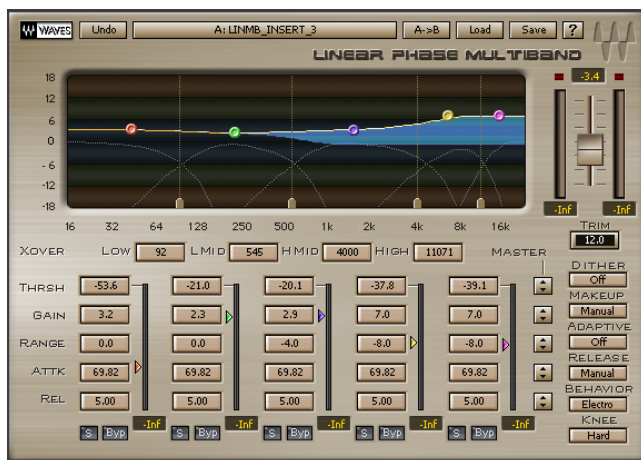 WAVES Undo A: LINMB_INSERT_3 A->B Load Save ?
LINEAR PHASE MULTIBAND
18
12
6
0
-6
-12
-18
-3.4
-Inf -Inf
16 32 64 128 250 500 1k 2k 4k 8k 16k
TRIM
12.0
XOVER LOW 92 LMID 545 HMID 4000 HIGH 11071 MASTER
THRSH -53.6 -21.0 -20.1 -37.8 -39.1
GAIN 3.2 2.3 2.9 7.0 7.0
RANGE 0.0 0.0 -4.0 -8.0 -8.0
ATTK 69.82 69.82 69.82 69.82 69.82
REL 5.00 5.00 5.00 5.00 5.00
-Inf -Inf -Inf -Inf -Inf
S Byp S Byp S Byp S Byp S Byp
DITHER
Off
MAKEUP
Manual
ADAPTIVE
Off
RELEASE
Manual
BEHAVIOR
Electro
KNEE
Hard